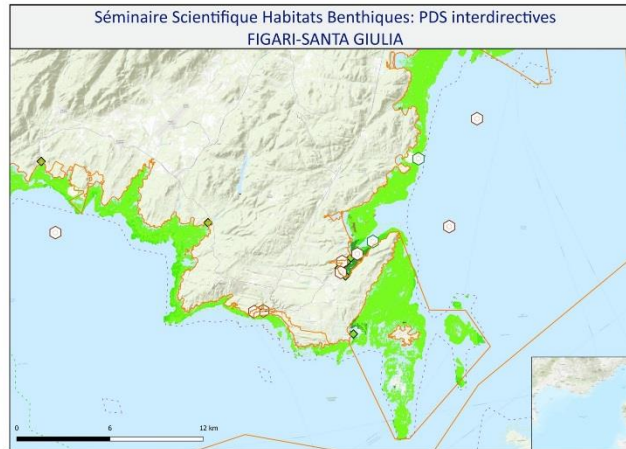 Séminaire Scientifique Habitats Benthiques: PDS interdirectives
FIGARI-SANTA GIULIA
0 6 12 km